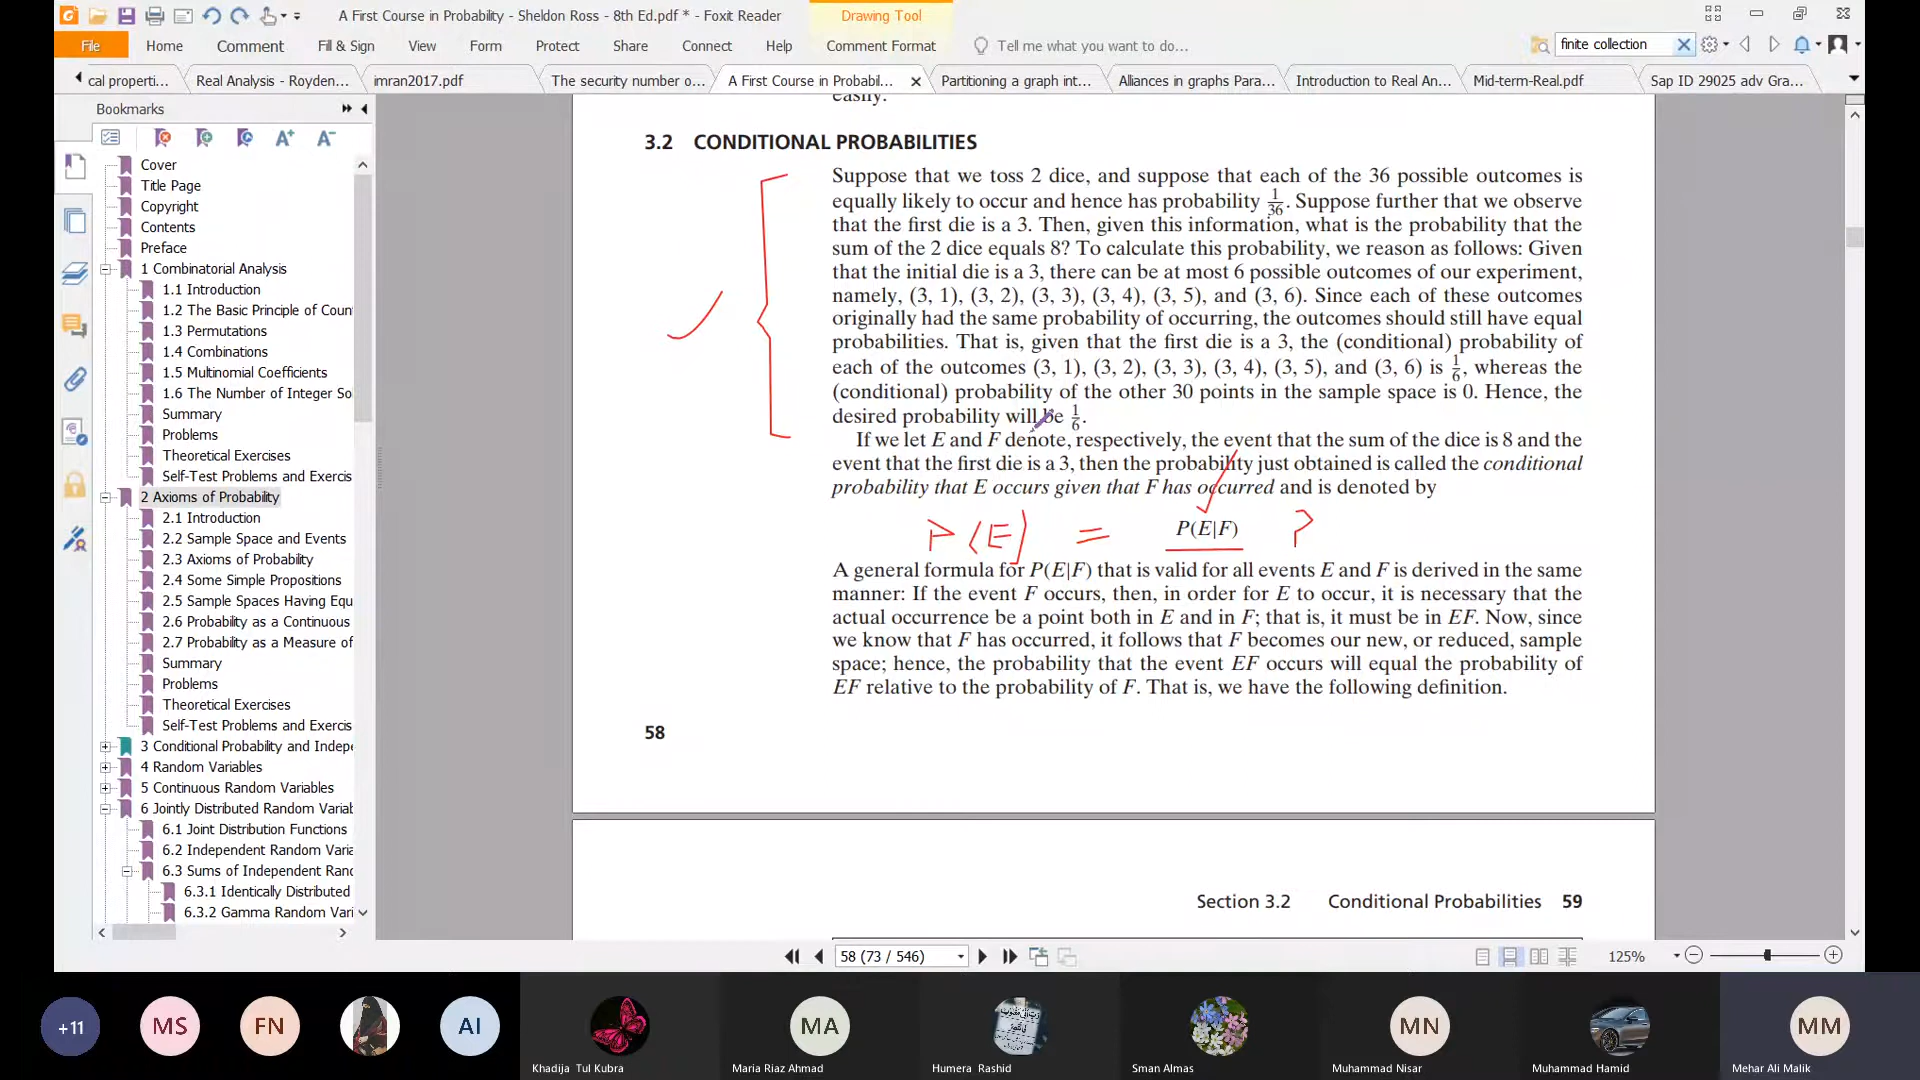 A First Course in Probability - Sheldon Ross - 8th Ed.pdf * - Foxit Reader
Drawing Tool
File Home Comment Fill & Sign View Form Protect Share Connect Help Comment Format Tell me what you want to do... finite collection
cal properti... Real Analysis - Royden... imran2017.pdf The security number o... A First Course in Probabil... Partitioning a graph int... Alliances in graphs Para... Introduction to Real An... Mid-term-Real.pdf Sap ID 29025 adv Gra...
Bookmarks
Cover
Title Page
Copyright
Contents
Preface
1 Combinatorial Analysis
1.1 Introduction
1.2 The Basic Principle of Coun
1.3 Permutations
1.4 Combinations
1.5 Multinomial Coefficients
1.6 The Number of Integer So
Summary
Problems
Theoretical Exercises
Self-Test Problems and Exercis
2 Axioms of Probability
2.1 Introduction
2.2 Sample Space and Events
2.3 Axioms of Probability
2.4 Some Simple Propositions
2.5 Sample Spaces Having Equ
2.6 Probability as a Continuous
2.7 Probability as a Measure of
Summary
Problems
Theoretical Exercises
Self-Test Problems and Exercis
3 Conditional Probability and Indepe
4 Random Variables
5 Continuous Random Variables
6 Jointly Distributed Random Variab
6.1 Joint Distribution Functions
6.2 Independent Random Varia
6.3 Sums of Independent Ranc
6.3.1 Identically Distributed
6.3.2 Gamma Random Vari
easily.
3.2 CONDITIONAL PROBABILITIES
Suppose that we toss 2 dice, and suppose that each of the 36 possible outcomes is
equally likely to occur and hence has probability 1/36. Suppose further that we observe
that the first die is a 3. Then, given this information, what is the probability that the
sum of the 2 dice equals 8? To calculate this probability, we reason as follows: Given
that the initial die is a 3, there can be at most 6 possible outcomes of our experiment,
namely, (3, 1), (3, 2), (3, 3), (3, 4), (3, 5), and (3, 6). Since each of these outcomes
originally had the same probability of occurring, the outcomes should still have equal
probabilities. That is, given that the first die is a 3, the (conditional) probability of
each of the outcomes (3, 1), (3, 2), (3, 3), (3, 4), (3, 5), and (3, 6) is 1/6, whereas the
(conditional) probability of the other 30 points in the sample space is 0. Hence, the
desired probability will be 1/6.
If we let E and F denote, respectively, the event that the sum of the dice is 8 and the
event that the first die is a 3, then the probability just obtained is called the conditional
probability that E occurs given that F has occurred and is denoted by
P(E) = P(E|F) ?
A general formula for P(E|F) that is valid for all events E and F is derived in the same
manner: If the event F occurs, then, in order for E to occur, it is necessary that the
actual occurrence be a point both in E and in F; that is, it must be in EF. Now, since
we know that F has occurred, it follows that F becomes our new, or reduced, sample
space; hence, the probability that the event EF occurs will equal the probability of
EF relative to the probability of F. That is, we have the following definition.
58
Section 3.2 Conditional Probabilities 59
58 (73 / 546) 125%
+11 MS FN AI MA MN MM
Khadija Tul Kubra Maria Riaz Ahmad Humera Rashid Sman Almas Muhammad Nisar Muhammad Hamid Mehar Ali Malik